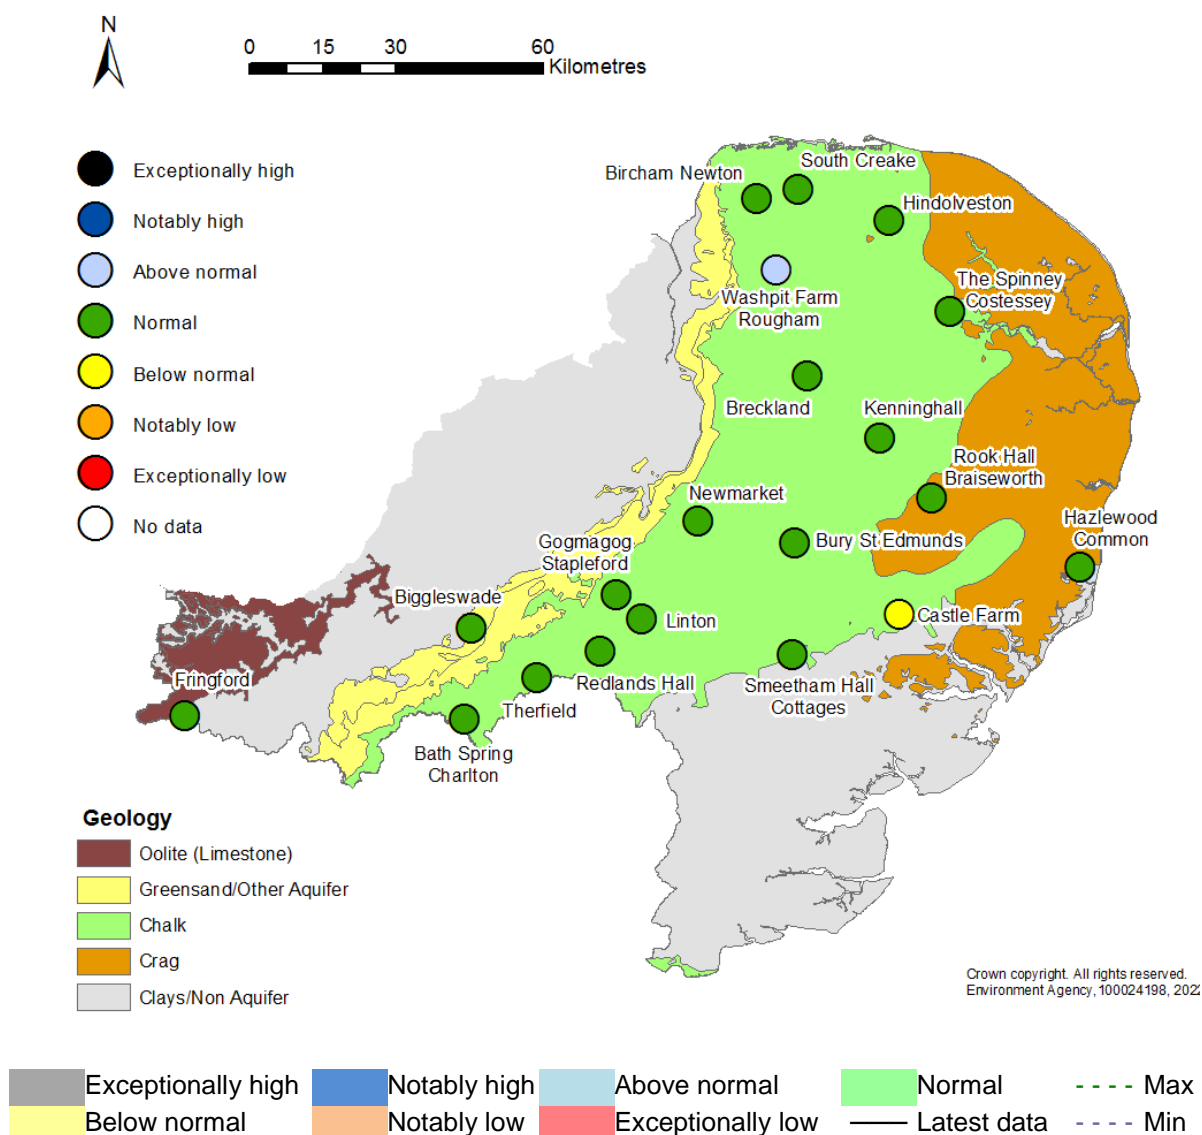 N
0 15 30 60
Kilometres
Exceptionally high
Notably high
Above normal
Normal
Below normal
Notably low
Exceptionally low
No data
Bircham Newton
South Creake
Hindolveston
Washpit Farm
Rougham
The Spinney
Costessey
Breckland
Kenninghall
Rook Hall
Braiseworth
Newmarket
Hazlewood
Common
Bury St Edmunds
Gogmagog
Stapleford
Biggleswade
Linton
Castle Farm
Fringford
Redlands Hall
Smeetham Hall
Cottages
Therfield
Bath Spring
Charlton
Geology
Oolite (Limestone)
Greensand/Other Aquifer
Chalk
Crag
Clays/Non Aquifer
Crown copyright. All rights reserved.
Environment Agency, 100024198, 2022
Exceptionally high Notably high Above normal Normal Max
Below normal Notably low Exceptionally low Latest data Min